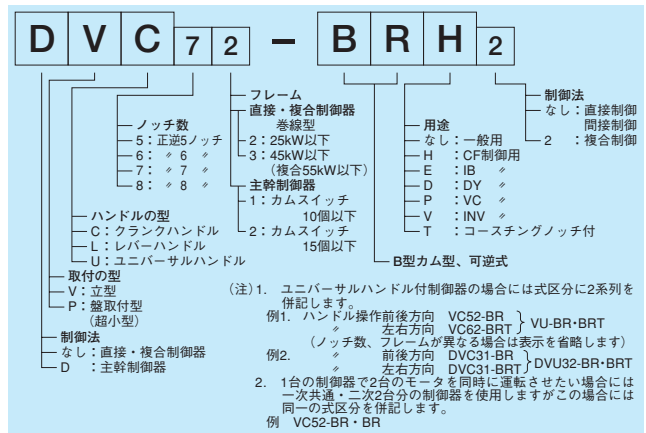 DVC72-BRH2
制御法
なし：直接制御
間接制御
2：複合制御
フレーム
直接・複合制御器
巻線型
2：25kW以下
3：45kW以下
（複合55kW以下）
主幹制御器
1：カムスイッチ
10個以下
2：カムスイッチ
15個以下
用途
なし：一般用
H：CF制御用
E：IB 〃
D：DY 〃
P：VC 〃
V：INV 〃
T：コースチングノッチ付
ノッチ数
5：正逆5ノッチ
6：〃 6 〃
7：〃 7 〃
8：〃 8 〃
ハンドルの型
C：クランクハンドル
L：レバーハンドル
U：ユニバーサルハンドル
B型カム型、可逆式
取付の型
V：立型
P：盤取付型
（超小型）
制御法
なし：直接・複合制御器
D：主幹制御器
（注）1. ユニバーサルハンドル付制御器の場合には式区分に2系列を
併記します。
例1. ハンドル操作前後方向 VC52-BR
〃 左右方向 VC62-BRT } VU-BR・BRT
（ノッチ数、フレームが異なる場合は表示を省略します）
例2. 〃 前後方向 DVC31-BR
〃 左右方向 DVC31-BRT } DVU32-BR・BRT
2. 1台の制御器で2台のモータを同時に運転させたい場合には
一次共通・二次2台分の制御器を使用しますがこの場合には
同一の式区分を併記します。
例 VC52-BR・BR